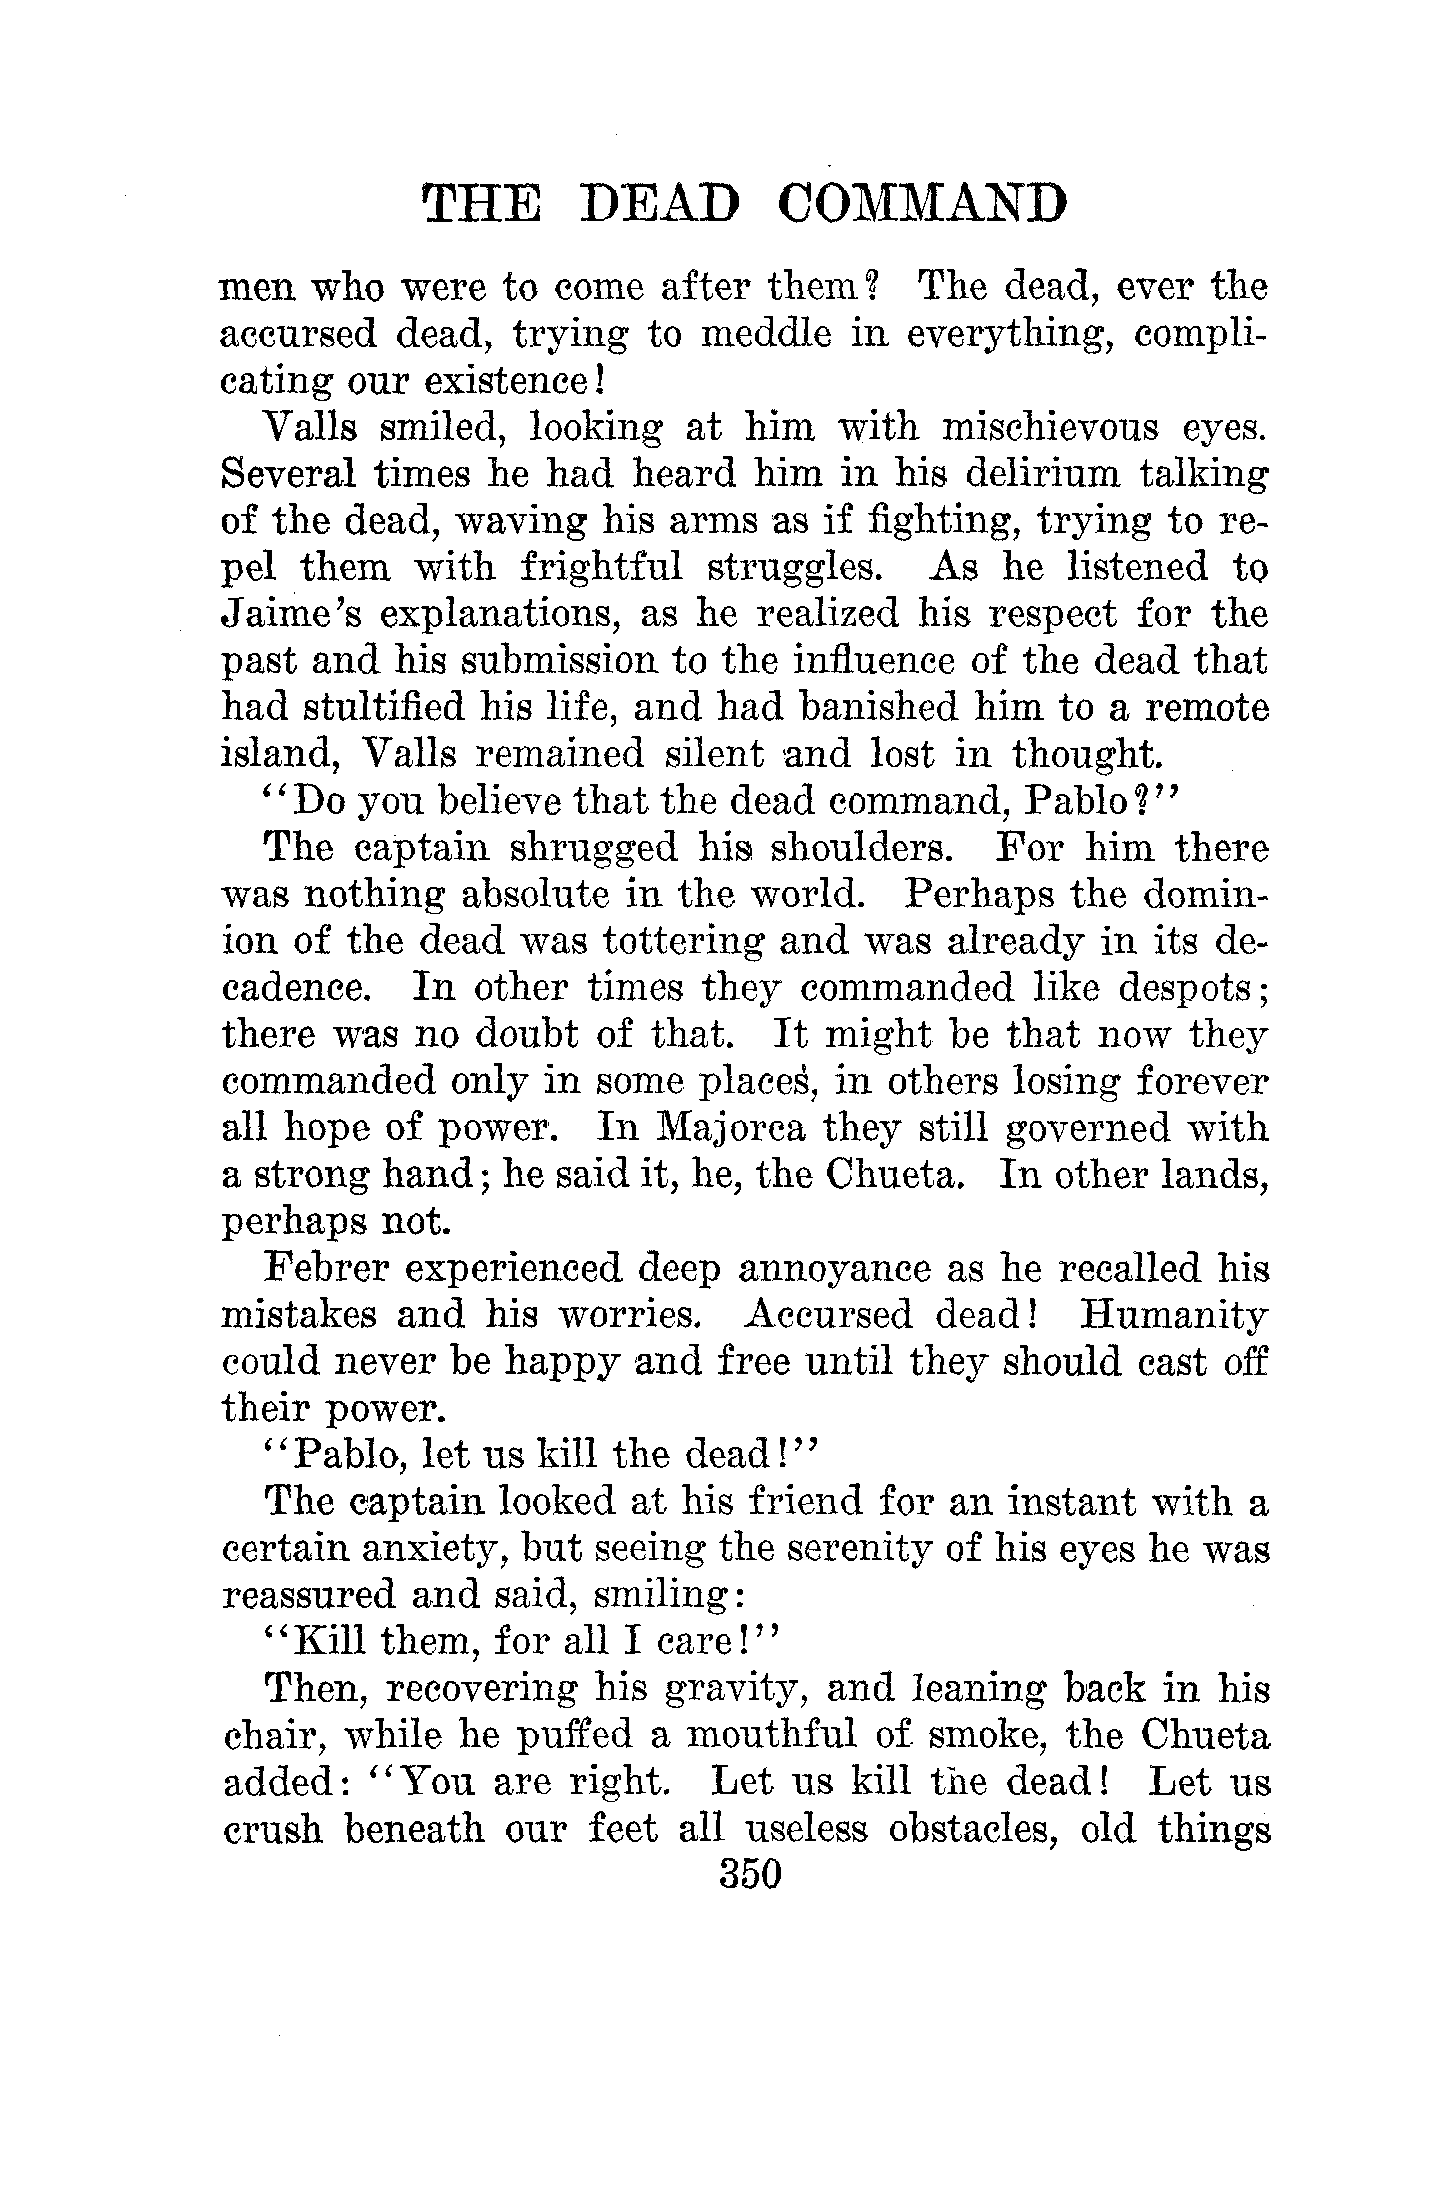 THE DEAD COMMAND
men who were to come after them? The dead, ever the
accursed dead, trying to meddle in everything, compli-
cating our existence!
Valls smiled, looking at him with mischievous eyes.
Several times he had heard him in his delirium talking
of the dead, waving his arms as if fighting, trying to re-
pel them with frightful struggles. As he listened to
Jaime's explanations, as he realized his respect for the
past and his submission to the influence of the dead that
had stultified his life, and had banished him to a remote
island, Valls remained silent and lost in thought.
"Do you believe that the dead command, Pablo?"
The captain shrugged his shoulders. For him there
was nothing absolute in the world. Perhaps the domin-
ion of the dead was tottering and was already in its de-
cadence. In other times they commanded like despots;
there was no doubt of that. It might be that now they
commanded only in some places, in others losing forever
all hope of power. In Majorca they still governed with
a strong hand; he said it, he, the Chueta. In other lands,
perhaps not.
Febrer experienced deep annoyance as he recalled his
mistakes and his worries. Accursed dead! Humanity
could never be happy and free until they should cast off
their power.
"Pablo, let us kill the dead!"
The captain looked at his friend for an instant with a
certain anxiety, but seeing the serenity of his eyes he was
reassured and said, smiling:
"Kill them, for all I care!"
Then, recovering his gravity, and leaning back in his
chair, while he puffed a mouthful of smoke, the Chueta
added: "You are right. Let us kill the dead! Let us
crush beneath our feet all useless obstacles, old things
350